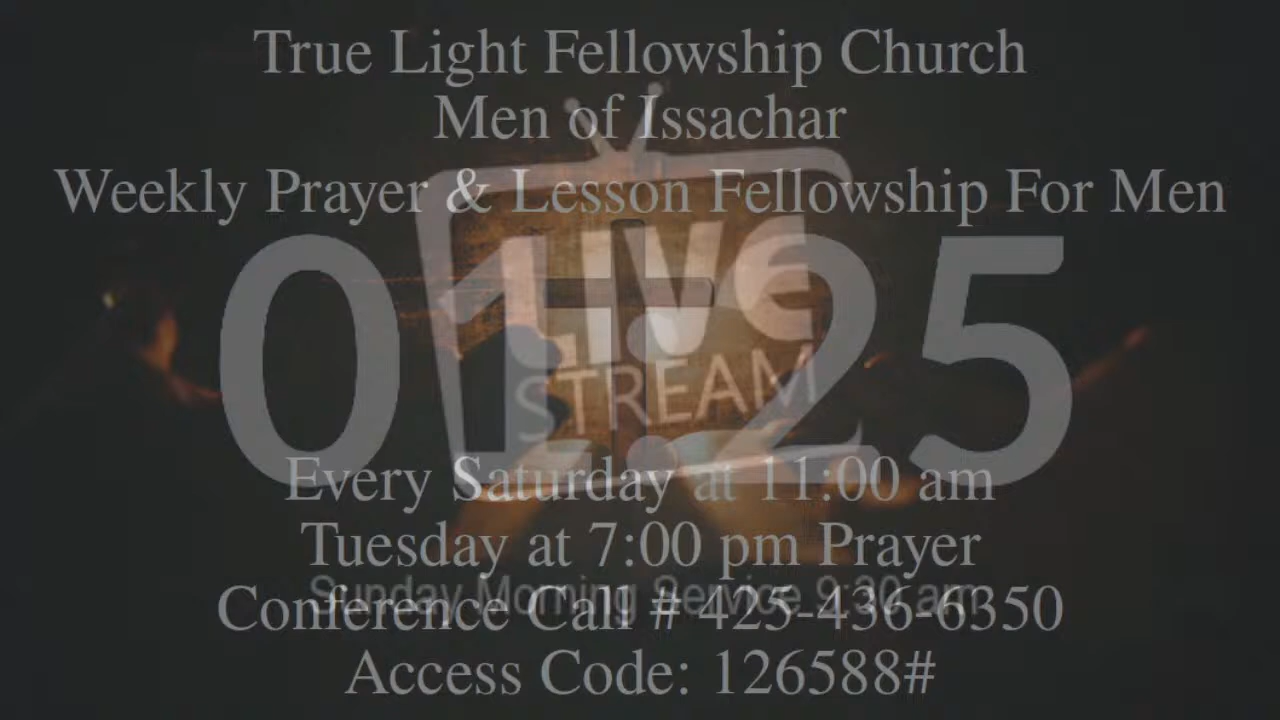 True Light Fellowship Church
Men of Issachar
Weekly Prayer & Lesson Fellowship For Men
LIVE
01:25
STREAM
Every Saturday at 11:00 am
Tuesday at 7:00 pm Prayer
Sunday Morning Service 9:30 am
Conference Call # 425-436-6350
Access Code: 126588#